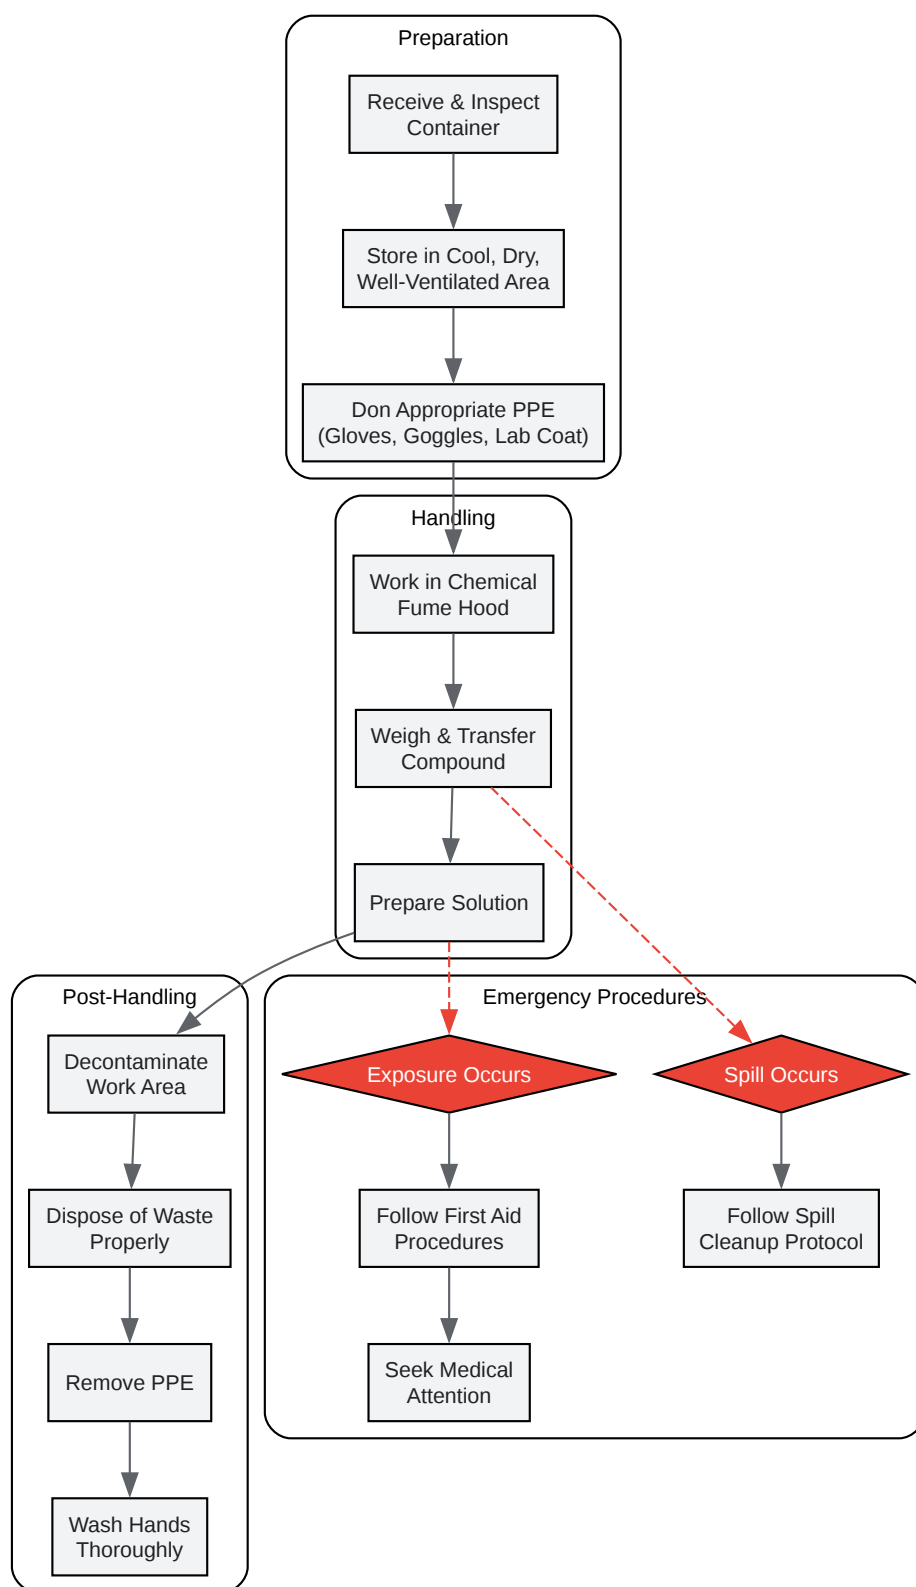 Preparation
Receive & Inspect
Container
Store in Cool, Dry,
Well-Ventilated Area
Don Appropriate PPE
(Gloves, Goggles, Lab Coat)
Handling
Work in Chemical
Fume Hood
Weigh & Transfer
Compound
Prepare Solution
Post-Handling
Decontaminate
Work Area
Dispose of Waste
Properly
Remove PPE
Wash Hands
Thoroughly
Emergency Procedures
Exposure Occurs
Follow First Aid
Procedures
Seek Medical
Attention
Spill Occurs
Follow Spill
Cleanup Protocol